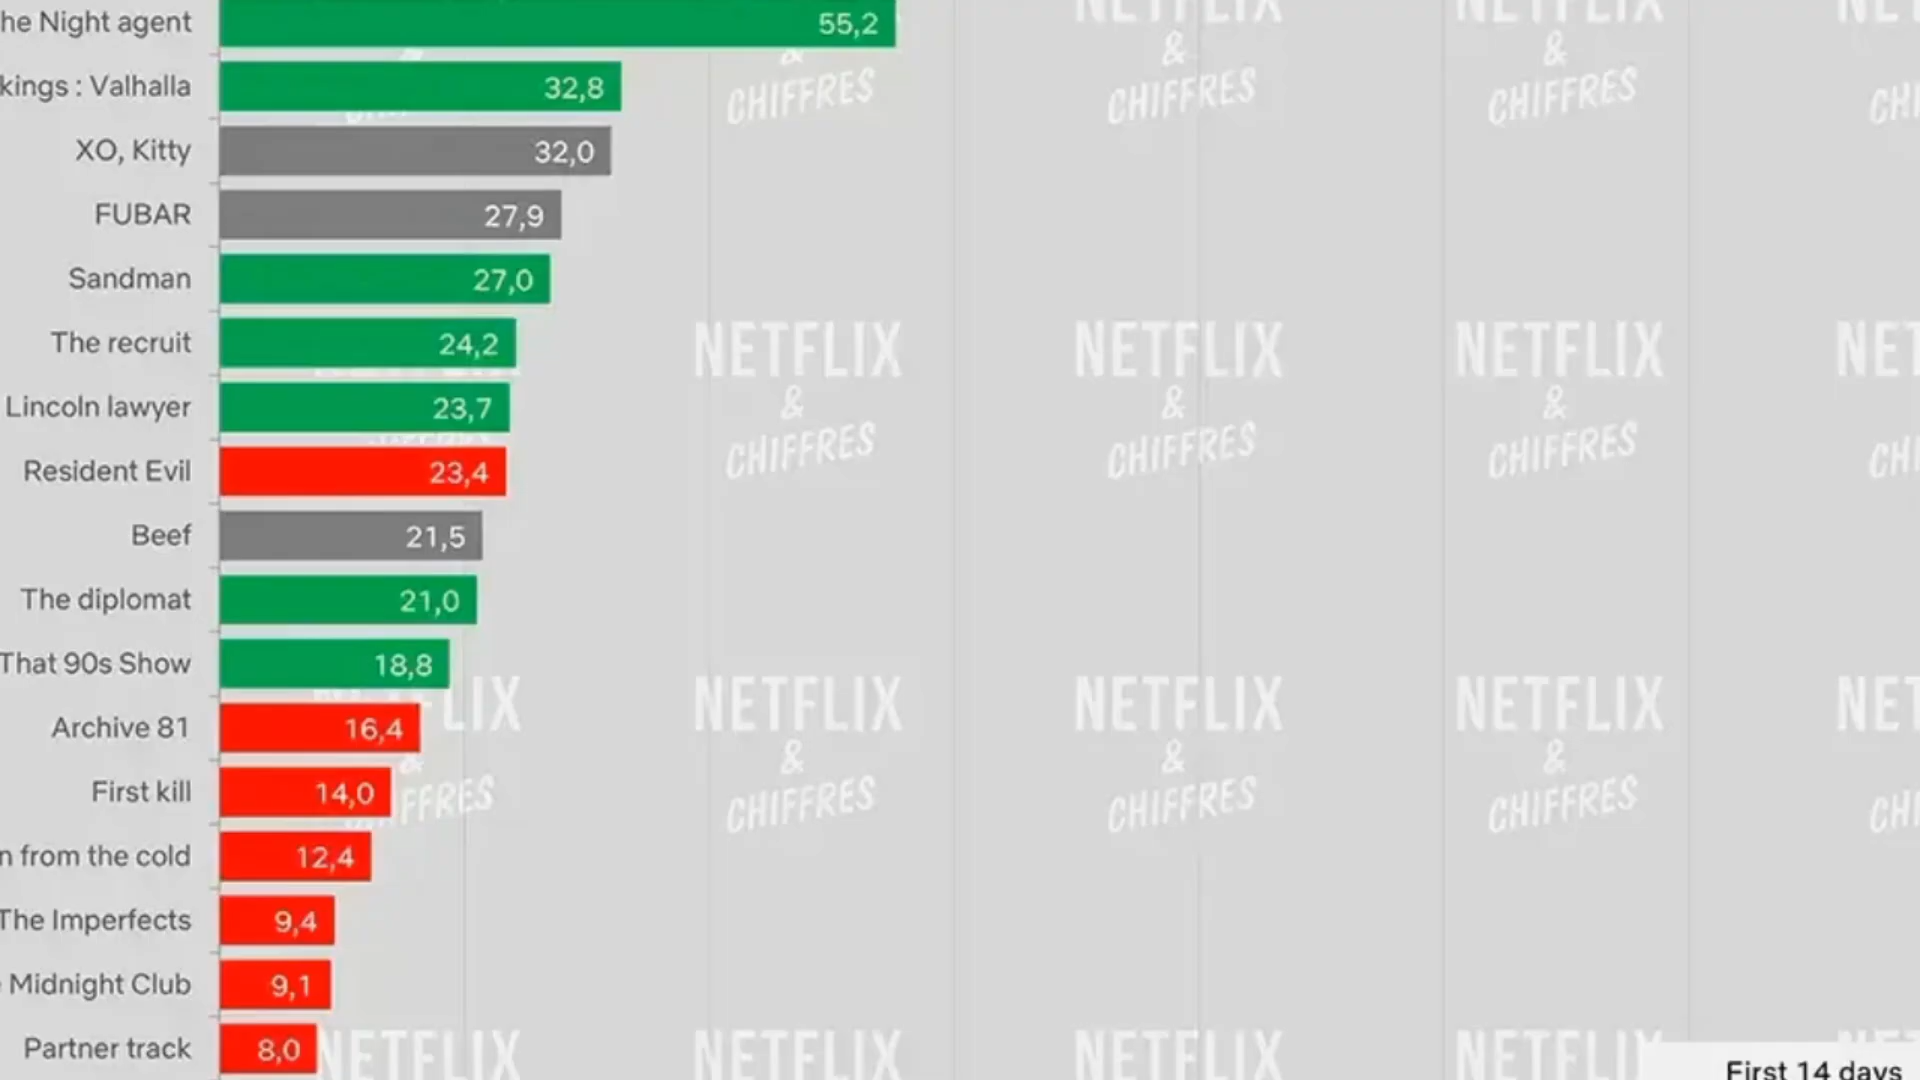 he Night agent 55,2
kings : Valhalla 32,8
XO, Kitty 32,0
FUBAR 27,9
Sandman 27,0
The recruit 24,2
Lincoln lawyer 23,7
Resident Evil 23,4
Beef 21,5
The diplomat 21,0
That 90s Show 18,8
Archive 81 16,4
First kill 14,0
n from the cold 12,4
The Imperfects 9,4
Midnight Club 9,1
Partner track 8,0
First 14 days
NETFLIX
&
CHIFFRES